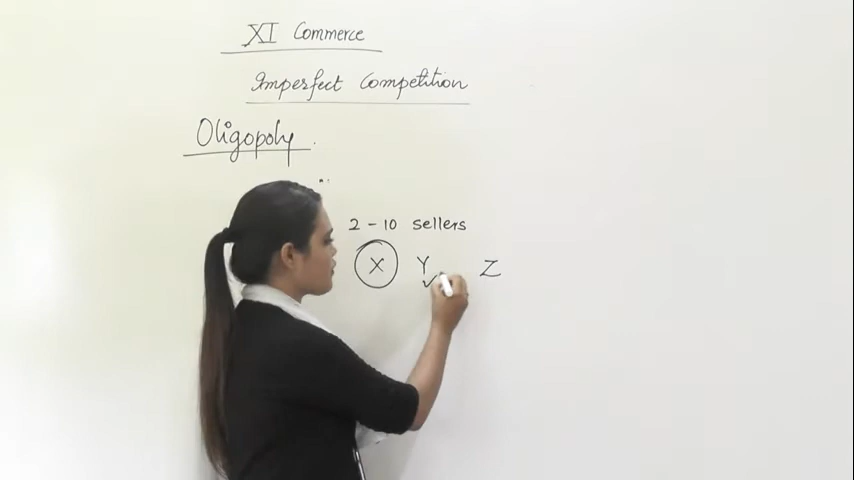 XI Commerce
Imperfect Competition
Oligopoly
2 - 10 sellers
X Y Z